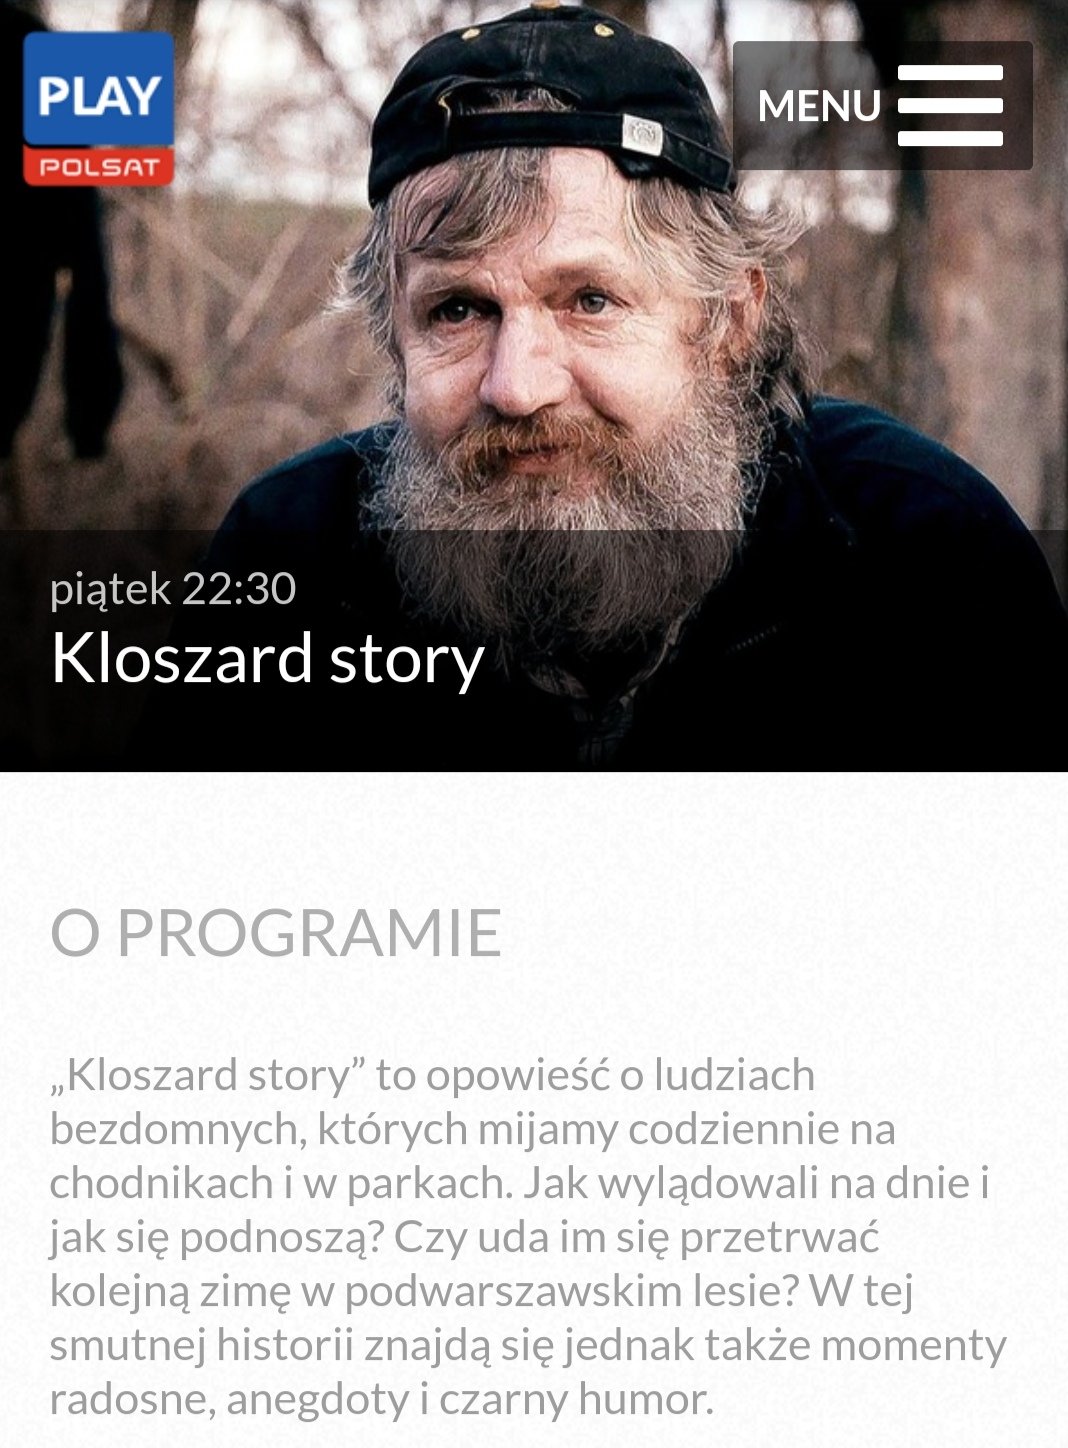 PLAY
POLSAT
MENU
piątek 22:30
Kloszard story
O PROGRAMIE
„Kloszard story” to opowieść o ludziach
bezdomnych, których mijamy codziennie na
chodnikach i w parkach. Jak wylądowali na dnie i
jak się podnoszą? Czy uda im się przetrwać
kolejną zimę w podwarszawskim lesie? W tej
smutnej historii znajdą się jednak także momenty
radosne, anegdoty i czarny humor.